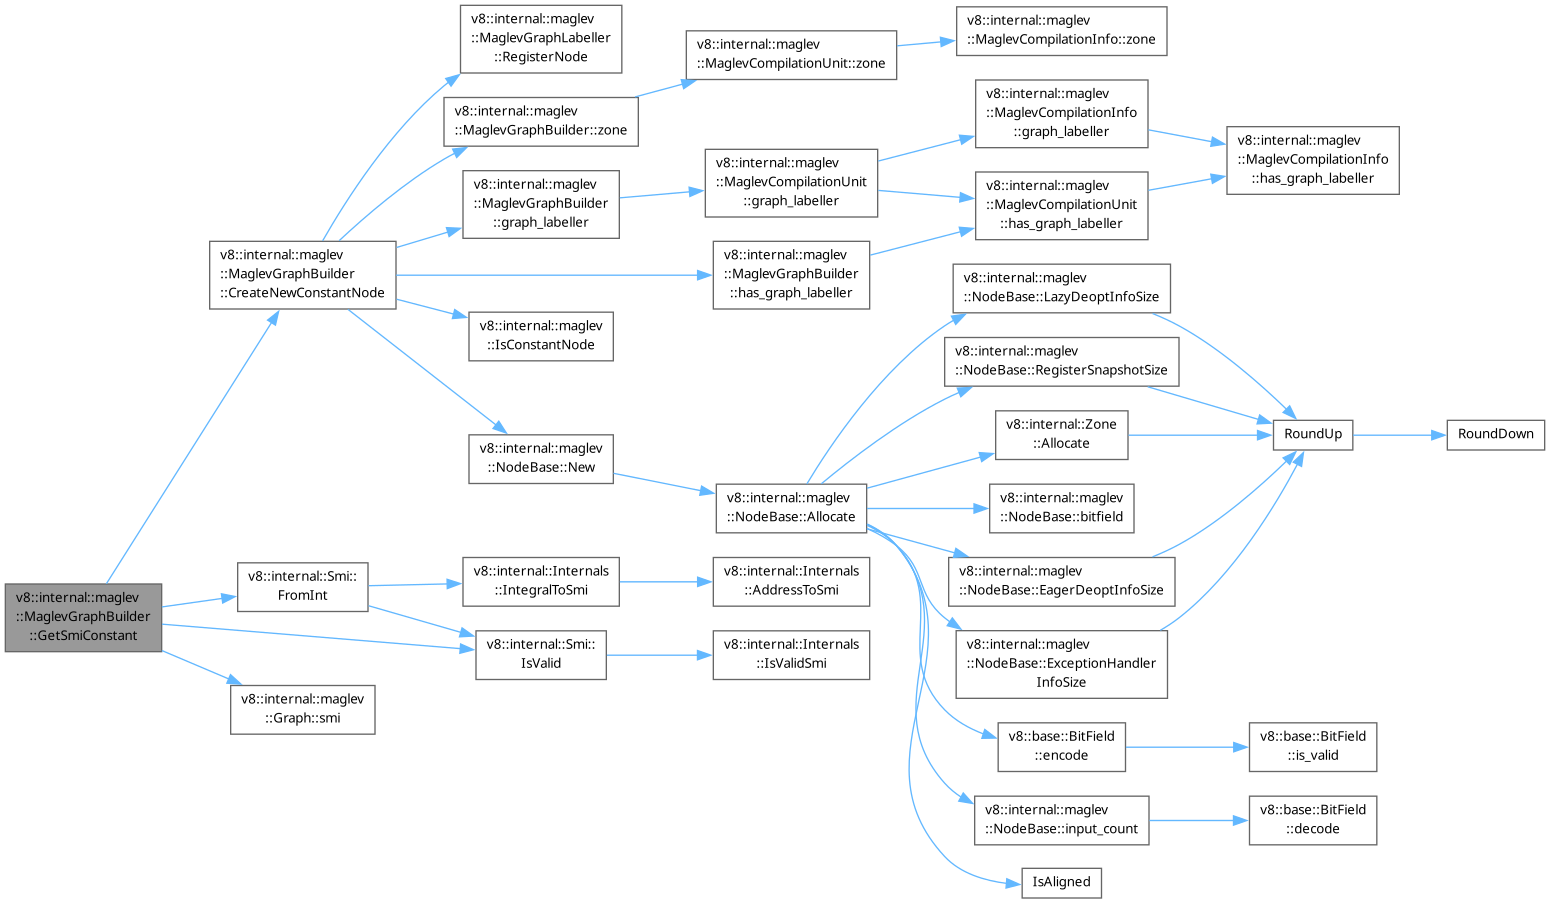 v8::internal::maglev
::MaglevGraphBuilder
::GetSmiConstant
v8::internal::maglev
::MaglevGraphBuilder
::CreateNewConstantNode
v8::internal::maglev
::MaglevGraphLabeller
::RegisterNode
v8::internal::maglev
::MaglevGraphBuilder::zone
v8::internal::maglev
::MaglevCompilationUnit::zone
v8::internal::maglev
::MaglevCompilationInfo::zone
v8::internal::maglev
::MaglevGraphBuilder
::graph_labeller
v8::internal::maglev
::MaglevCompilationUnit
::graph_labeller
v8::internal::maglev
::MaglevCompilationInfo
::graph_labeller
v8::internal::maglev
::MaglevCompilationInfo
::has_graph_labeller
v8::internal::maglev
::MaglevCompilationUnit
::has_graph_labeller
v8::internal::maglev
::MaglevGraphBuilder
::has_graph_labeller
v8::internal::maglev
::IsConstantNode
v8::internal::maglev
::NodeBase::New
v8::internal::maglev
::NodeBase::Allocate
v8::internal::maglev
::NodeBase::LazyDeoptInfoSize
v8::internal::maglev
::NodeBase::RegisterSnapshotSize
v8::internal::Zone
::Allocate
RoundUp
RoundDown
v8::internal::maglev
::NodeBase::bitfield
v8::internal::maglev
::NodeBase::EagerDeoptInfoSize
v8::internal::maglev
::NodeBase::ExceptionHandler
InfoSize
v8::base::BitField
::encode
v8::base::BitField
::is_valid
v8::internal::maglev
::NodeBase::input_count
v8::base::BitField
::decode
IsAligned
v8::internal::Smi::
FromInt
v8::internal::Internals
::IntegralToSmi
v8::internal::Internals
::AddressToSmi
v8::internal::Smi::
IsValid
v8::internal::Internals
::IsValidSmi
v8::internal::maglev
::Graph::smi